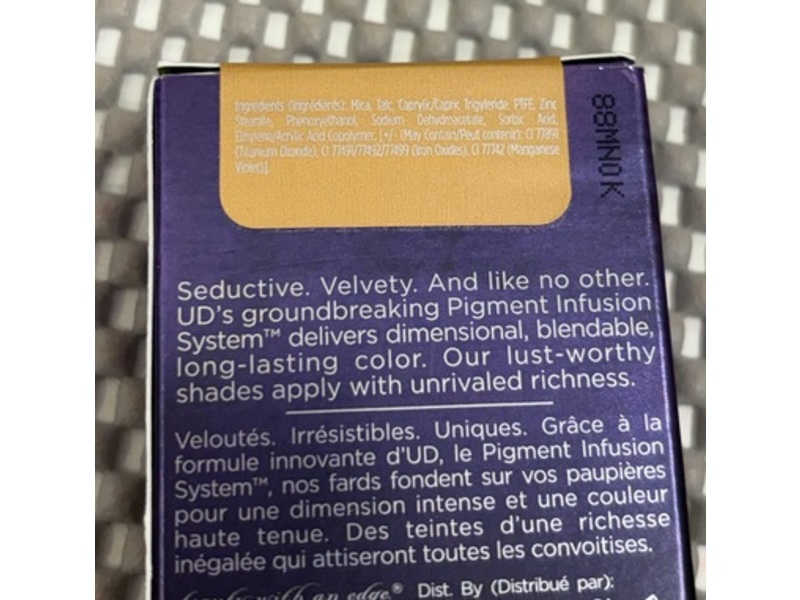 Ingredients (Ingrédients): Mica, Talc, Caprylic/Capric Triglyceride, PTFE, Zinc
Stearate, Phenoxyethanol, Sodium Dehydroacetate, Sorbic Acid,
Ethylene/Acrylic Acid Copolymer. [+/- (May Contain/Peut contenir): CI 77891
(Titanium Dioxide), CI 77491/77492/77499 (Iron Oxides), CI 77742 (Manganese
Violet)].
88MN0K
Seductive. Velvety. And like no other.
UD's groundbreaking Pigment Infusion
System™ delivers dimensional, blendable,
long-lasting color. Our lust-worthy
shades apply with unrivaled richness.
Veloutés. Irrésistibles. Uniques. Grâce à la
formule innovante d'UD, le Pigment Infusion
System™, nos fards fondent sur vos paupières
pour une dimension intense et une couleur
haute tenue. Des teintes d'une richesse
inégalée qui attiseront toutes les convoitises.
beauty with an edge® Dist. By (Distribué par):